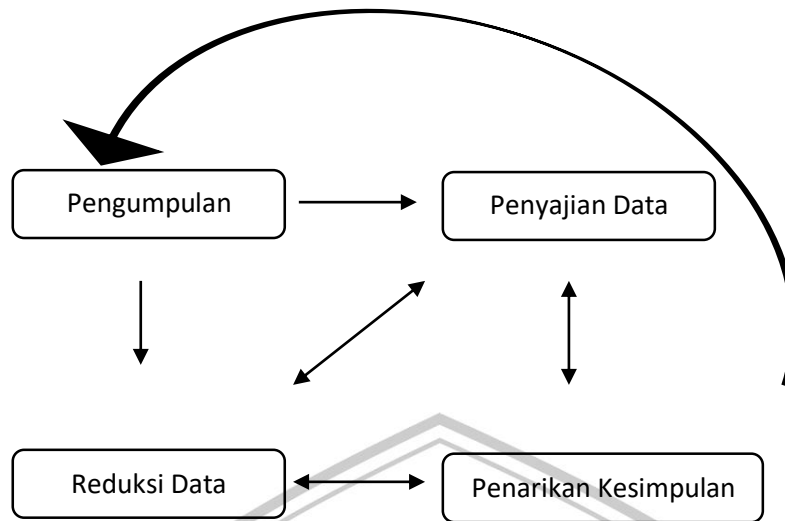 Pengumpulan
Penyajian Data
Reduksi Data
Penarikan Kesimpulan